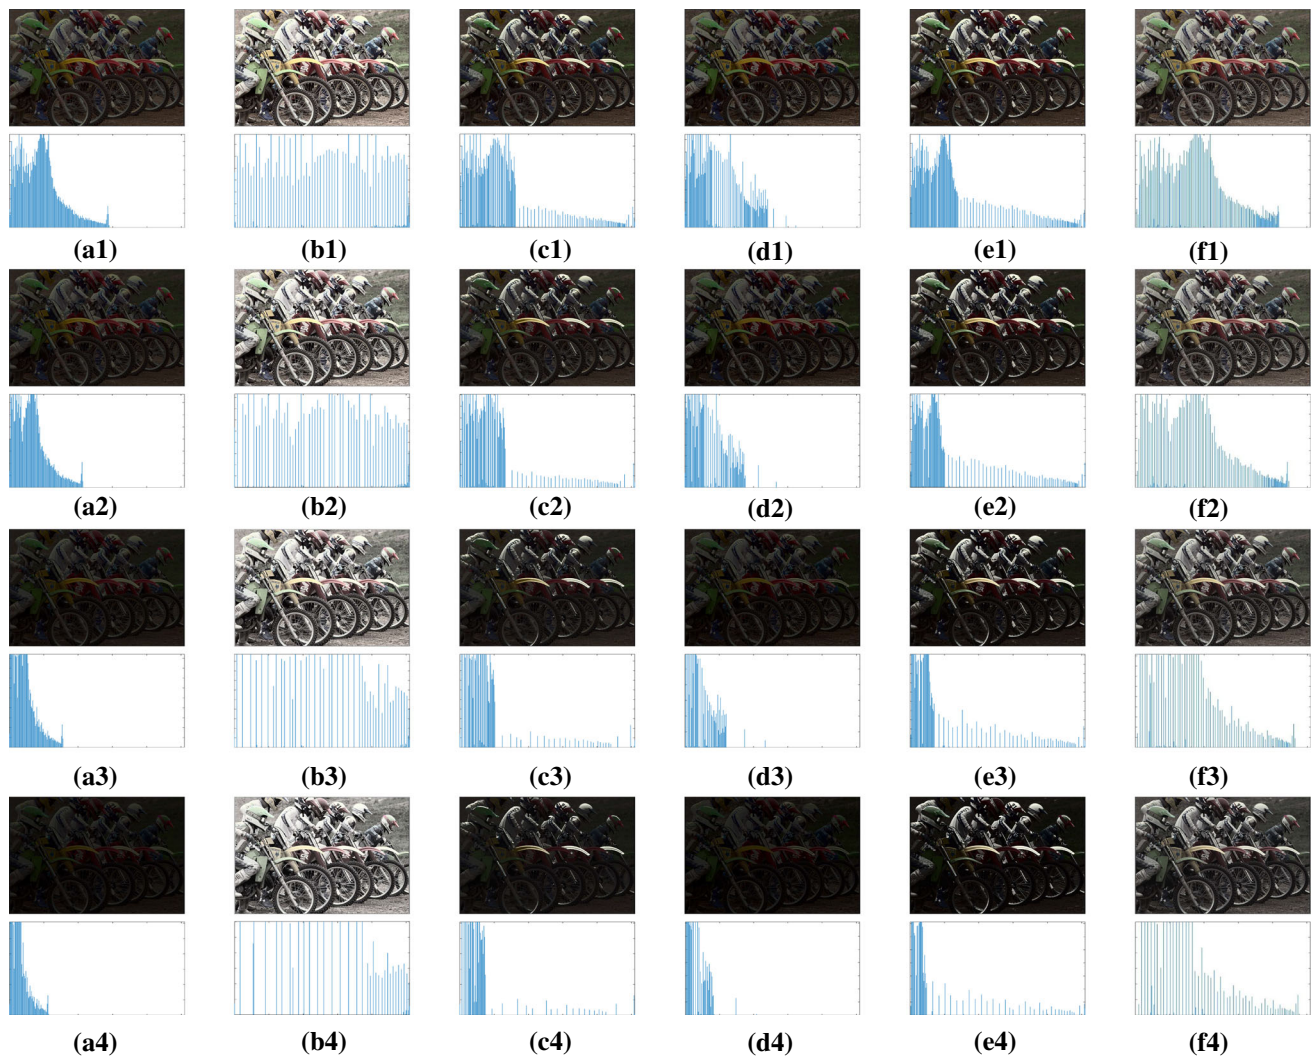 (a1) (b1) (c1) (d1) (e1) (f1)
(a2) (b2) (c2) (d2) (e2) (f2)
(a3) (b3) (c3) (d3) (e3) (f3)
(a4) (b4) (c4) (d4) (e4) (f4)